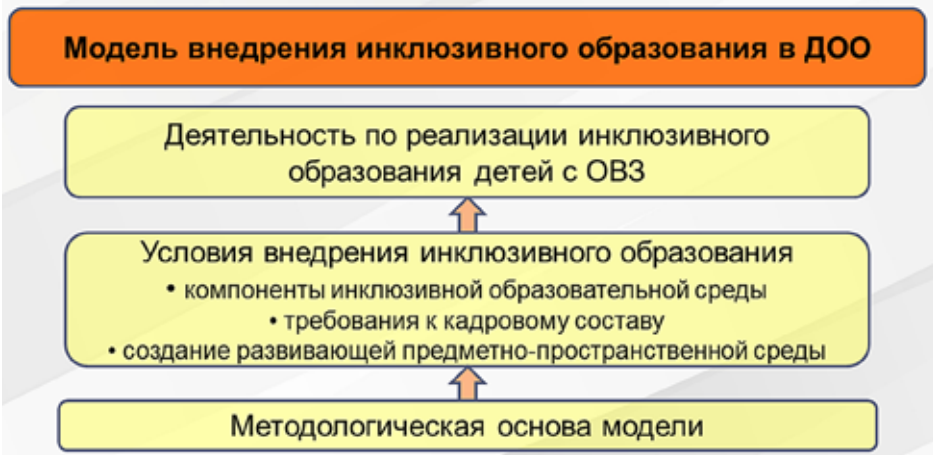 Модель внедрения инклюзивного образования в ДОО
Деятельность по реализации инклюзивного
образования детей с ОВЗ
Условия внедрения инклюзивного образования
• компоненты инклюзивной образовательной среды
• требования к кадровому составу
• создание развивающей предметно-пространственной среды
Методологическая основа модели